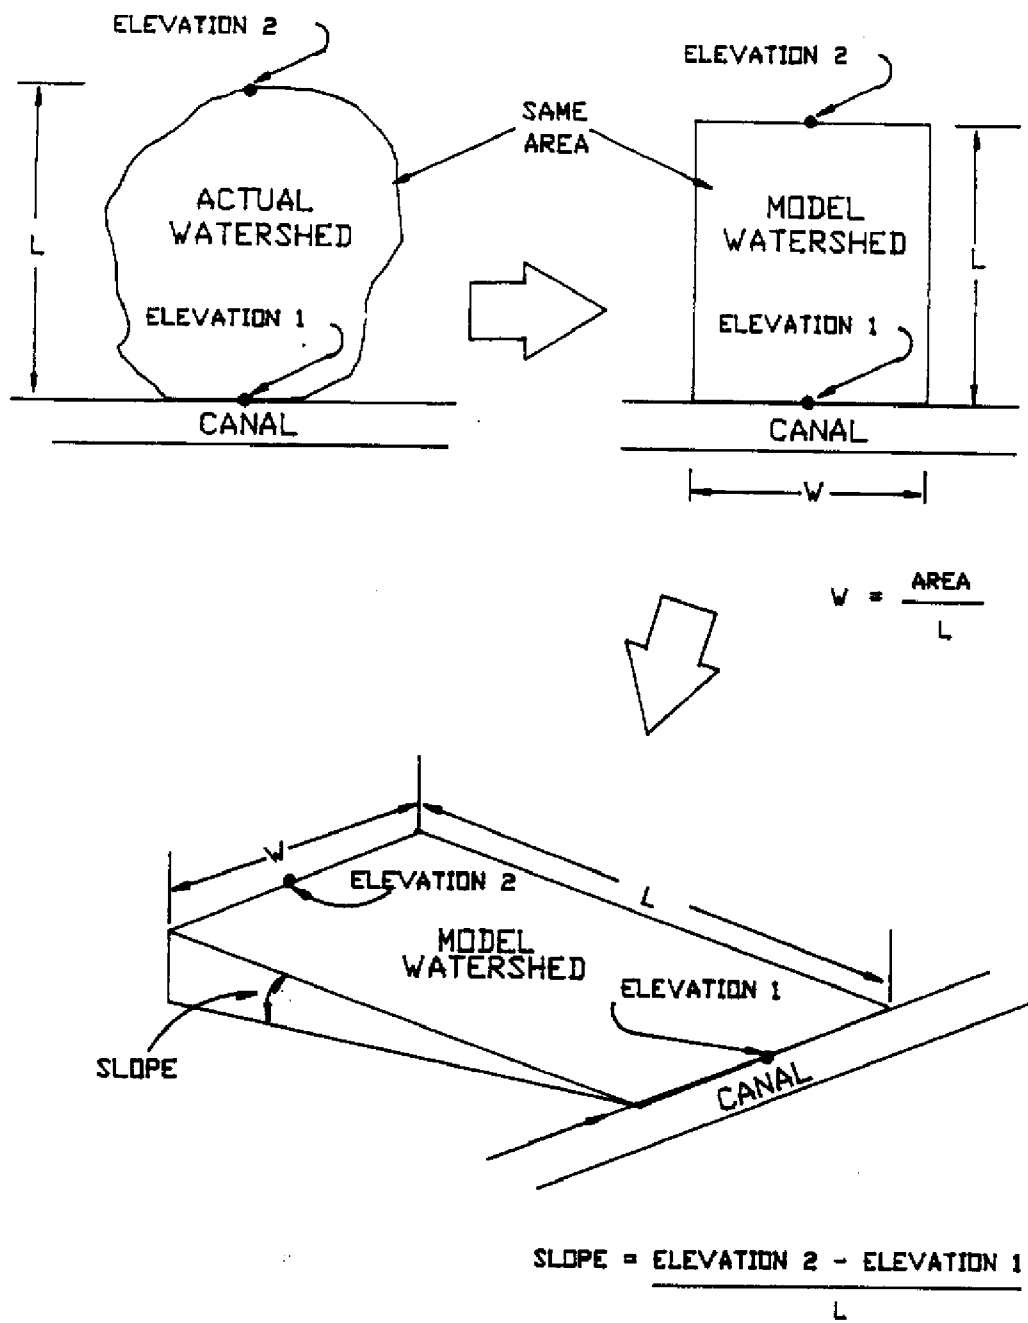 ELEVATION 2
L
ACTUAL
WATERSHED
ELEVATION 1
CANAL
SAME
AREA
ELEVATION 2
MODEL
WATERSHED
L
ELEVATION 1
CANAL
W
W = AREA
L
W
ELEVATION 2
L
MODEL
WATERSHED
ELEVATION 1
SLOPE
CANAL
SLOPE = ELEVATION 2 - ELEVATION 1
L